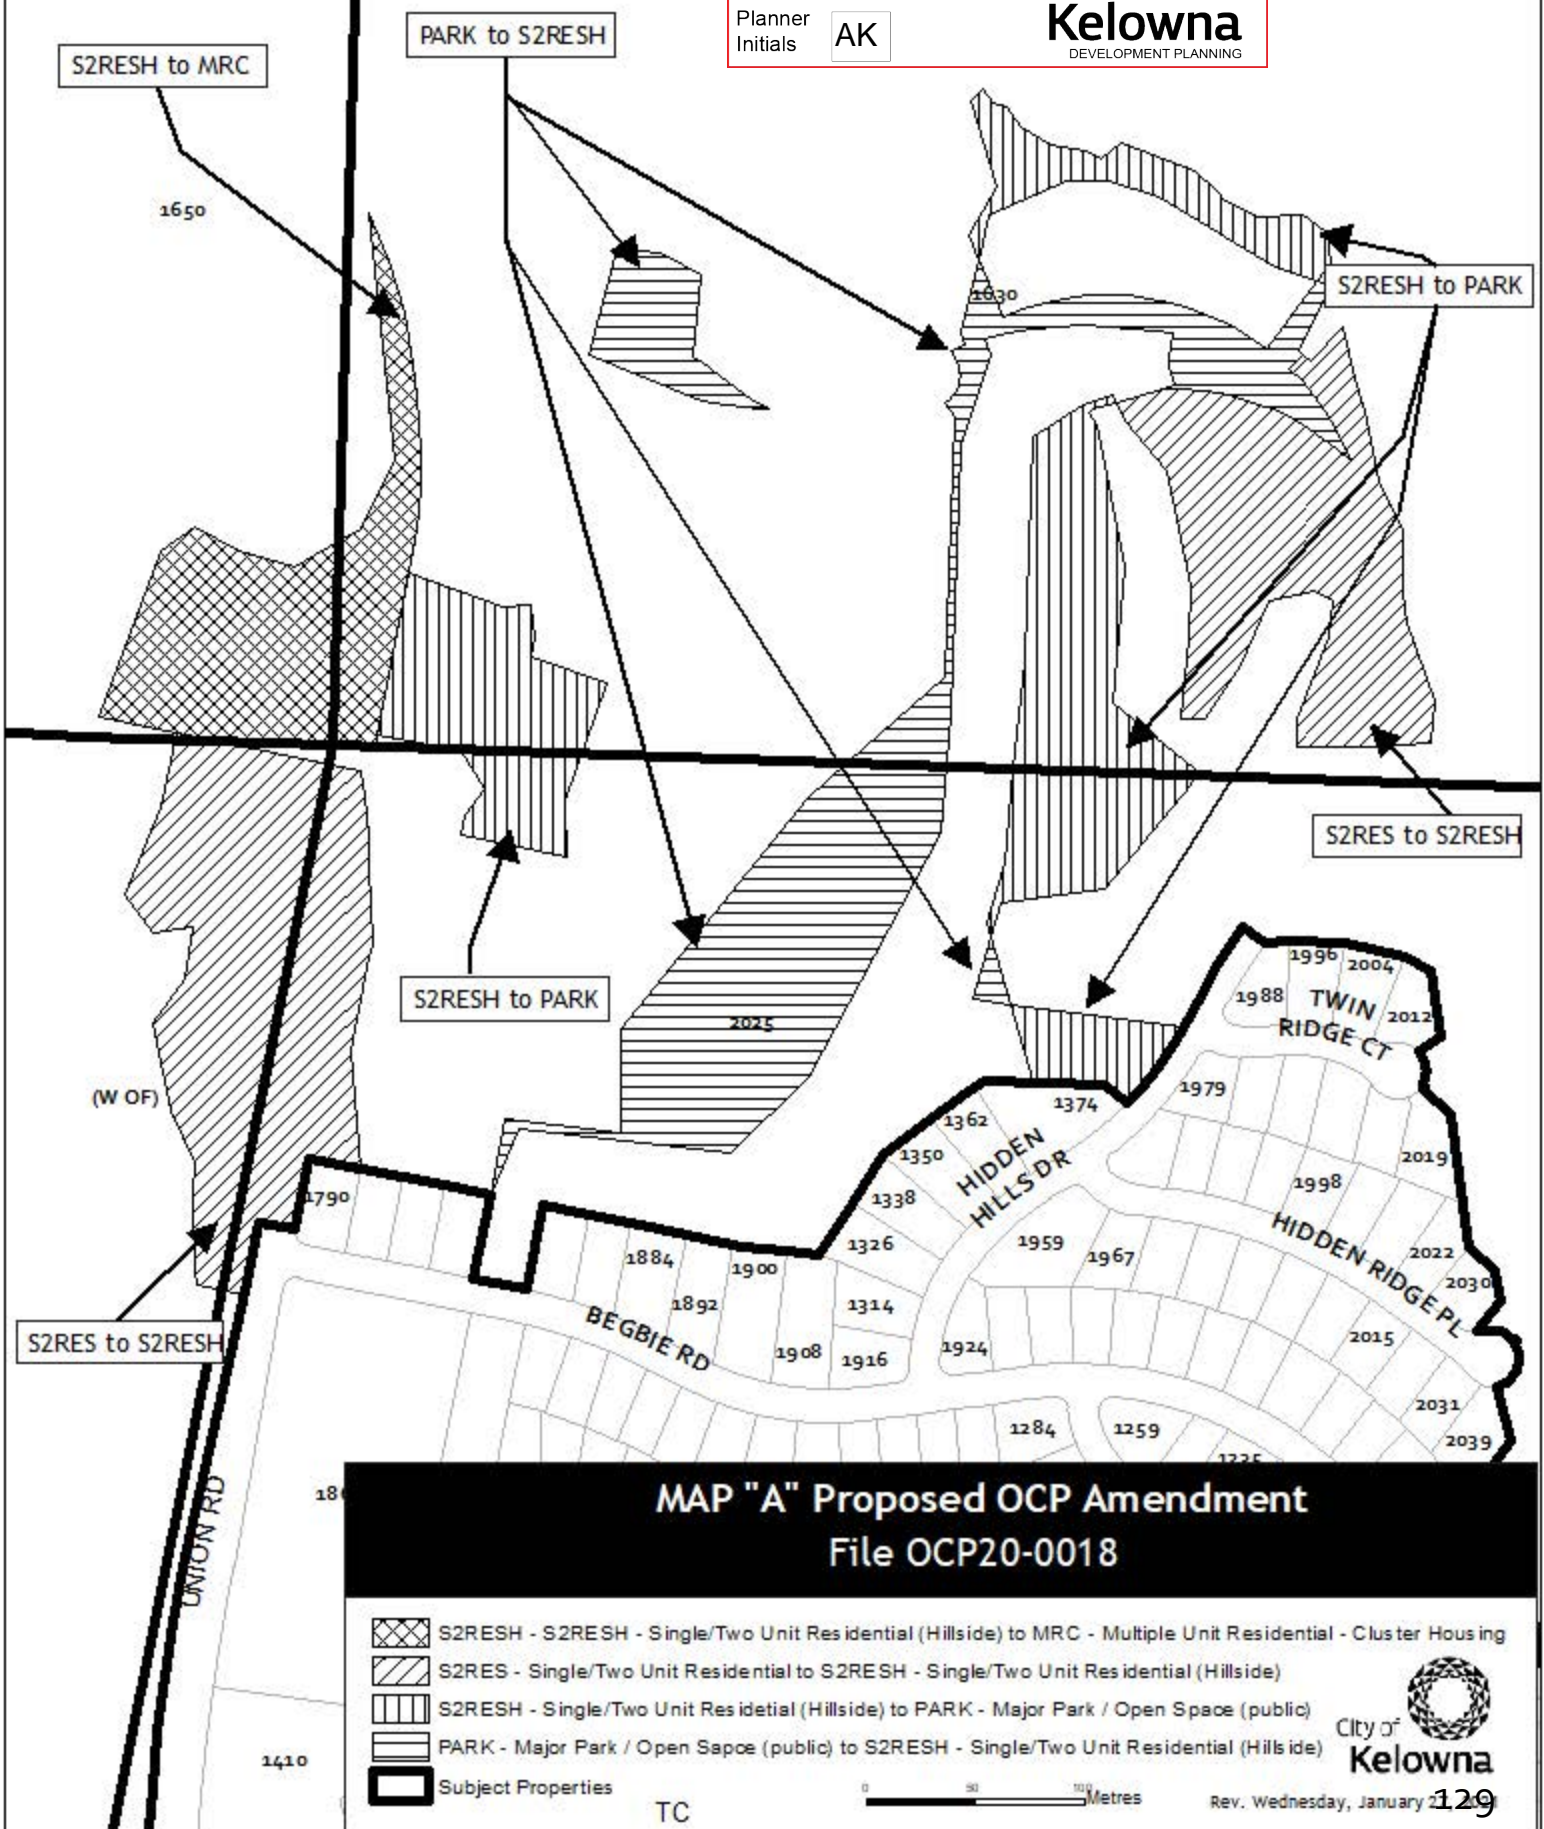 Planner
Initials
AK
Kelowna
DEVELOPMENT PLANNING
PARK to S2RESH
S2RESH to MRC
1650
S2RESH to PARK
1630
S2RES to S2RESH
S2RESH to PARK
2025
(W OF)
1996
2004
1988
TWIN
RIDGE CT
2012
1979
1374
1362
1350
HIDDEN
HILLS DR
1338
2019
1998
1790
1326
1959
1967
HIDDEN RIDGE PL
2022
2030
1884
1900
1892
1314
BEGBIE RD
1908
1916
1924
2015
S2RES to S2RESH
2031
2039
1284
1259
UNION RD
MAP "A" Proposed OCP Amendment
File OCP20-0018
S2RESH - S2RESH - Single/Two Unit Residential (Hillside) to MRC - Multiple Unit Residential - Cluster Housing
S2RES - Single/Two Unit Residential to S2RESH - Single/Two Unit Residential (Hillside)
S2RESH - Single/Two Unit Residetial (Hillside) to PARK - Major Park / Open Space (public)
PARK - Major Park / Open Sapce (public) to S2RESH - Single/Two Unit Residential (Hillside)
Subject Properties
City of
Kelowna
0 50 100 Metres
TC
Rev. Wednesday, January
129
1410